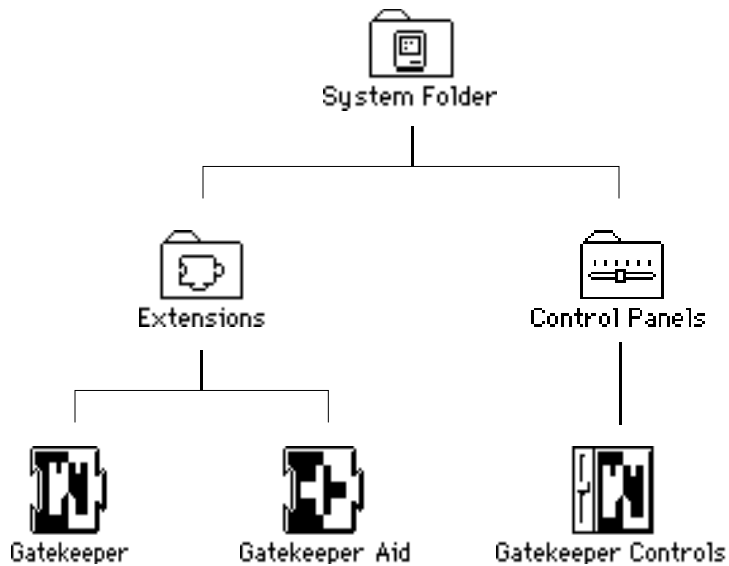 System Folder
Extensions
Control Panels
Gatekeeper
Gatekeeper Aid
Gatekeeper Controls